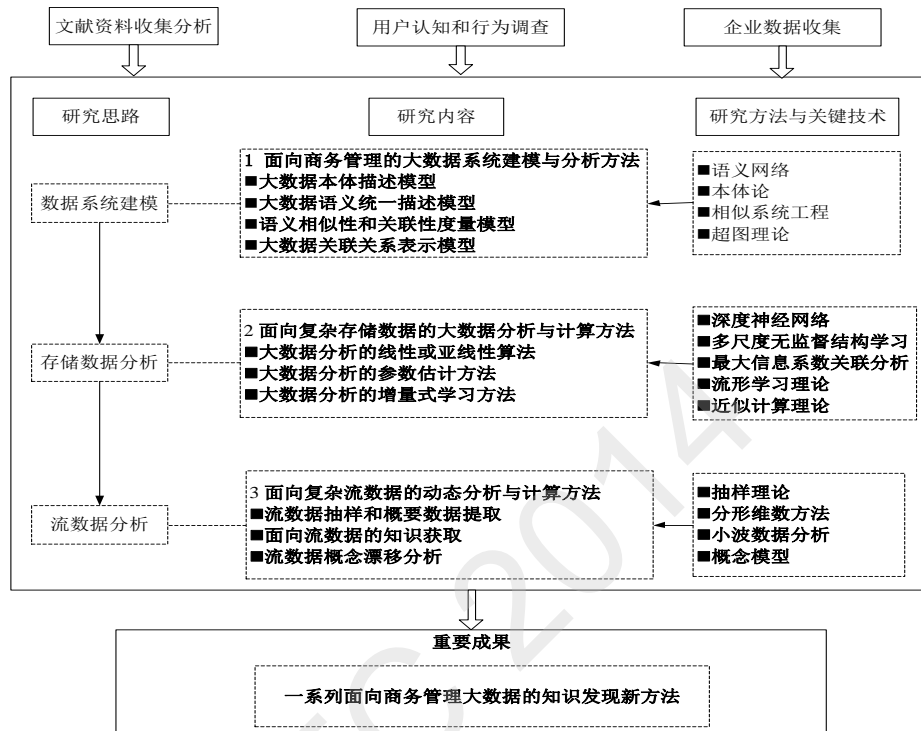 文献资料收集分析
用户认知和行为调查
企业数据收集
研究思路
研究内容
研究方法与关键技术
数据系统建模
1 面向商务管理的大数据系统建模与分析方法
■大数据本体描述模型
■大数据语义统一描述模型
■语义相似性和关联性度量模型
■大数据关联关系表示模型
■语义网络
■本体论
■相似系统工程
■超图理论
存储数据分析
2 面向复杂存储数据的大数据分析与计算方法
■大数据分析的线性或亚线性算法
■大数据分析的参数估计方法
■大数据分析的增量式学习方法
■深度神经网络
■多尺度无监督结构学习
■最大信息系数关联分析
■流形学习理论
■近似计算理论
流数据分析
3 面向复杂流数据的动态分析与计算方法
■流数据抽样和概要数据提取
■面向流数据的知识获取
■流数据概念漂移分析
■抽样理论
■分形维数方法
■小波数据分析
■概念模型
重要成果
一系列面向商务管理大数据的知识发现新方法
2014